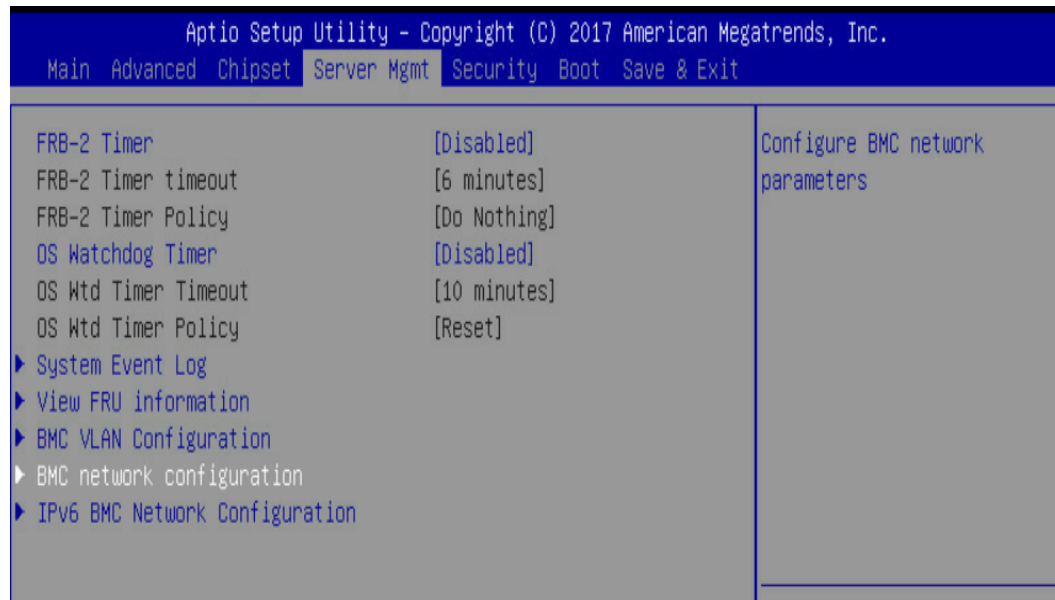 Aptio Setup Utility - Copyright (C) 2017 American Megatrends, Inc.
Main Advanced Chipset Server Mgmt Security Boot Save & Exit
FRB-2 Timer [Disabled] Configure BMC network
FRB-2 Timer timeout [6 minutes] parameters
FRB-2 Timer Policy [Do Nothing]
OS Watchdog Timer [Disabled]
OS Wtd Timer Timeout [10 minutes]
OS Wtd Timer Policy [Reset]
System Event Log
View FRU information
BMC VLAN Configuration
BMC network configuration
IPv6 BMC Network Configuration